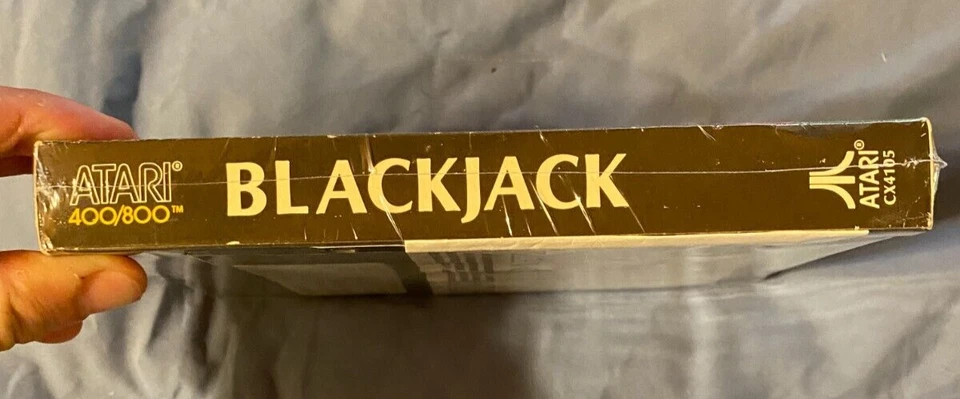 ATARI®
400/800™
BLACKJACK
ATARI®
CX4105